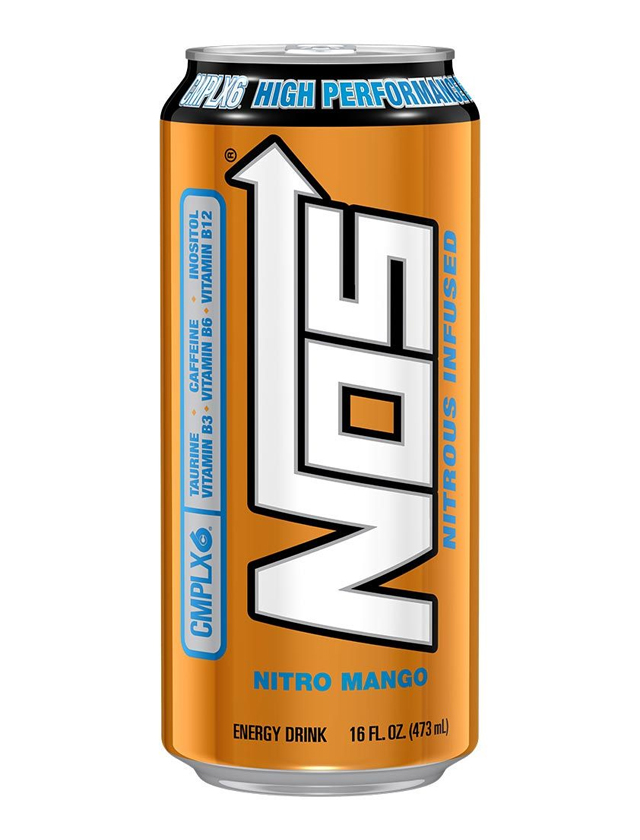 CMPLX6 HIGH PERFORMANCE
®
NOS
NITROUS INFUSED
CMPLX6®
TAURINE • CAFFEINE • INOSITOL
VITAMIN B3 • VITAMIN B6 • VITAMIN B12
NITRO MANGO
ENERGY DRINK 16 FL. OZ. (473 mL)